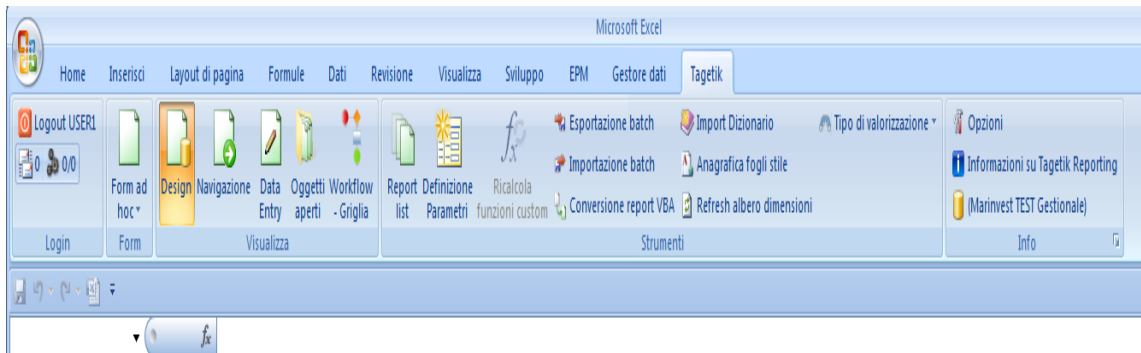 Microsoft Excel
Home Inserisci Layout di pagina Formule Dati Revisione Visualizza Sviluppo EPM Gestore dati Tagetik
Logout USER1
0 0/0
Login
Form ad hoc
Form
Design Navigazione Data Entry Oggetti aperti Workflow - Griglia
Visualizza
Report list Definizione Parametri Ricalcola funzioni custom
Esportazione batch Import Dizionario Tipo di valorizzazione
Importazione batch Anagrafica fogli stile
Conversione report VBA Refresh albero dimensioni
Strumenti
Opzioni
Informazioni su Tagetik Reporting
(Marinvest TEST Gestionale)
Info
fx